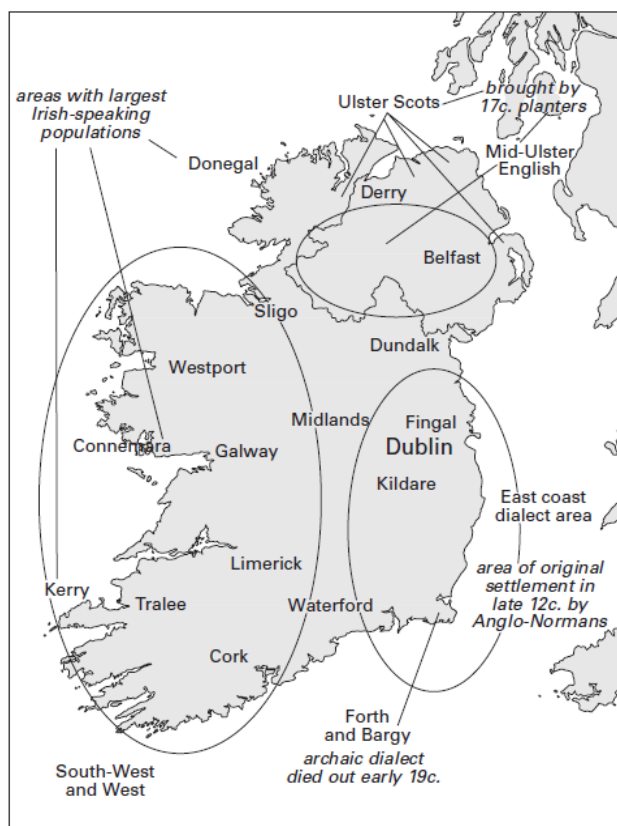 areas with largest
Irish-speaking
populations
Ulster Scots
brought by
17c. planters
Mid-Ulster
English
Donegal
Derry
Belfast
Sligo
Dundalk
Westport
Midlands
Fingal
Dublin
Connemara
Galway
Kildare
East coast
dialect area
Limerick
area of original
settlement in
late 12c. by
Anglo-Normans
Kerry
Tralee
Waterford
Cork
Forth
and Bargy
archaic dialect
died out early 19c.
South-West
and West